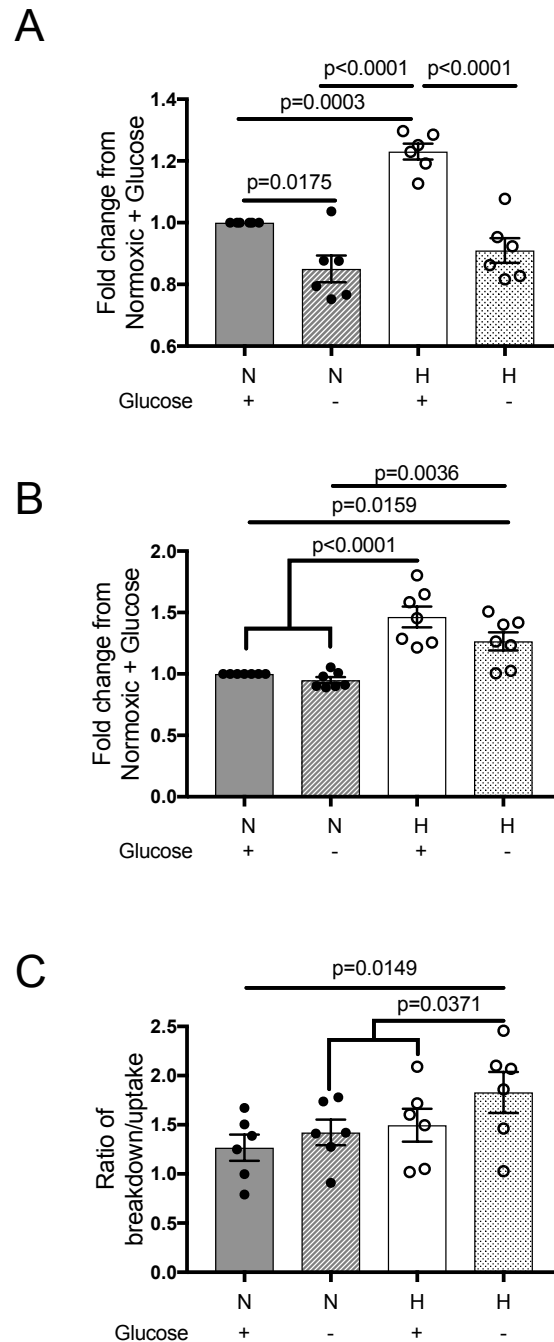 A
p<0.0001 p<0.0001
p=0.0003
p=0.0175
Fold change from
Normoxic + Glucose
1.4
1.2
1.0
0.8
0.6
N N H H
Glucose + - + -
B
p=0.0036
p=0.0159
p<0.0001
Fold change from
Normoxic + Glucose
2.0
1.5
1.0
0.5
0.0
N N H H
Glucose + - + -
C
p=0.0149
p=0.0371
Ratio of
breakdown/uptake
2.5
2.0
1.5
1.0
0.5
0.0
N N H H
Glucose + - + -